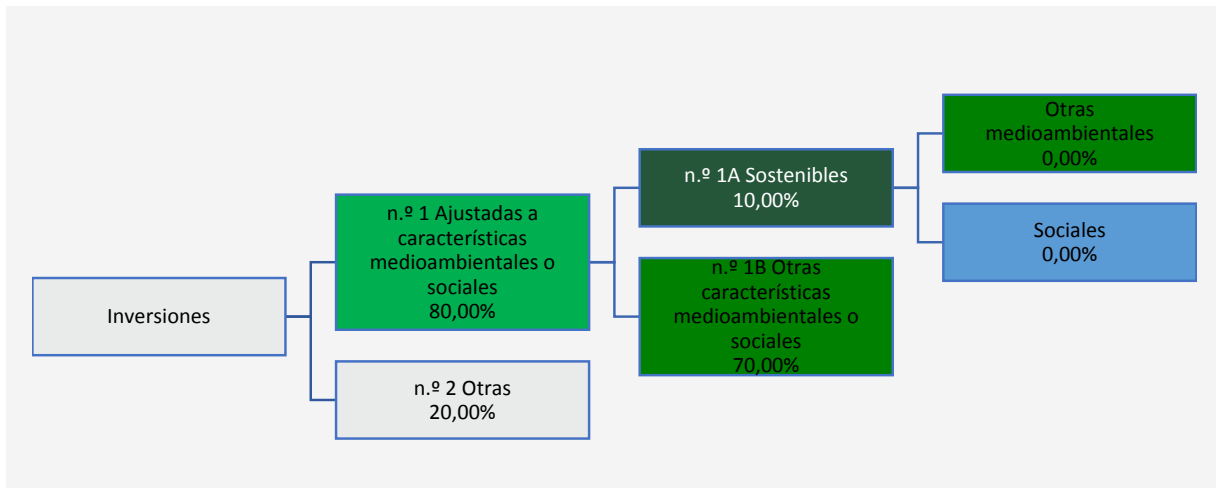 Inversiones
n.º 1 Ajustadas a
características
medioambientales o
sociales
80,00%
n.º 2 Otras
20,00%
n.º 1A Sostenibles
10,00%
n.º 1B Otras
características
medioambientales o
sociales
70,00%
Otras
medioambientales
0,00%
Sociales
0,00%